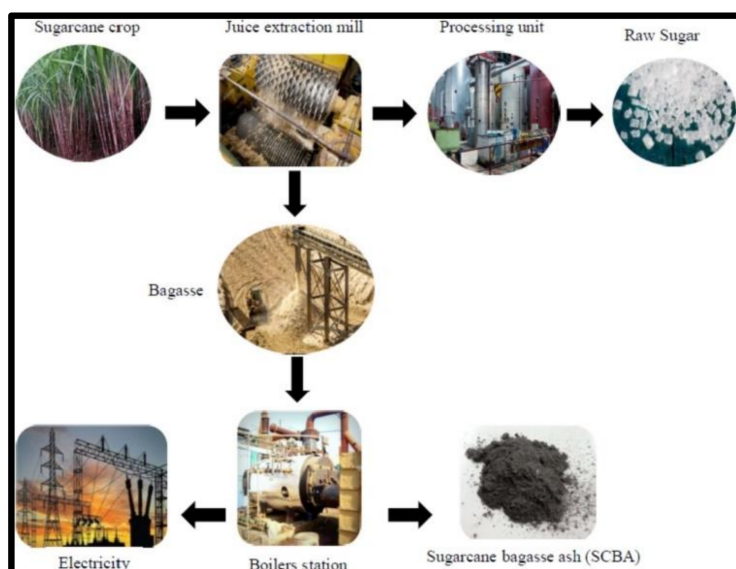 Sugarcane crop
Juice extraction mill
Processing unit
Raw Sugar
Bagasse
Electricity
Boilers station
Sugarcane bagasse ash (SCBA)